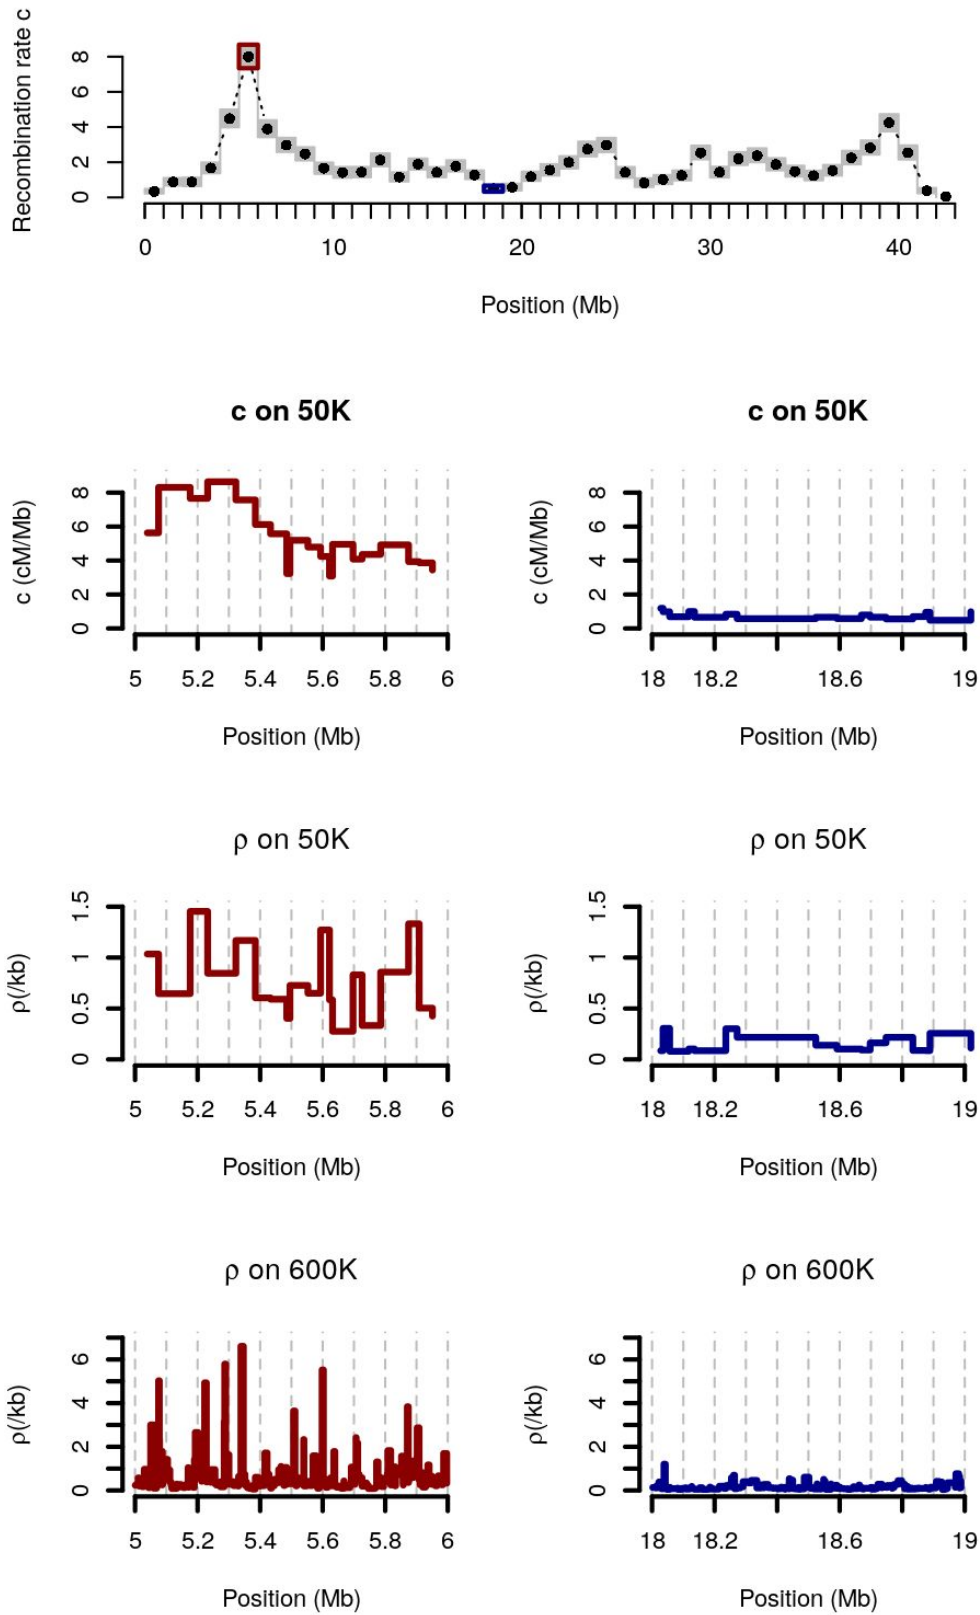 Recombination rate c
8
6
4
2
0
0 10 20 30 40
Position (Mb)
c on 50K c on 50K
c (cM/Mb) c (cM/Mb)
8 8
6 6
4 4
2 2
0 0
5 5.2 5.4 5.6 5.8 6 18 18.2 18.6 19
Position (Mb) Position (Mb)
ρ on 50K ρ on 50K
ρ(/kb) ρ(/kb)
1.5 1.5
1 1
0.5 0.5
0 0
5 5.2 5.4 5.6 5.8 6 18 18.2 18.6 19
Position (Mb) Position (Mb)
ρ on 600K ρ on 600K
ρ(/kb) ρ(/kb)
6 6
4 4
2 2
0 0
5 5.2 5.4 5.6 5.8 6 18 18.2 18.6 19
Position (Mb) Position (Mb)